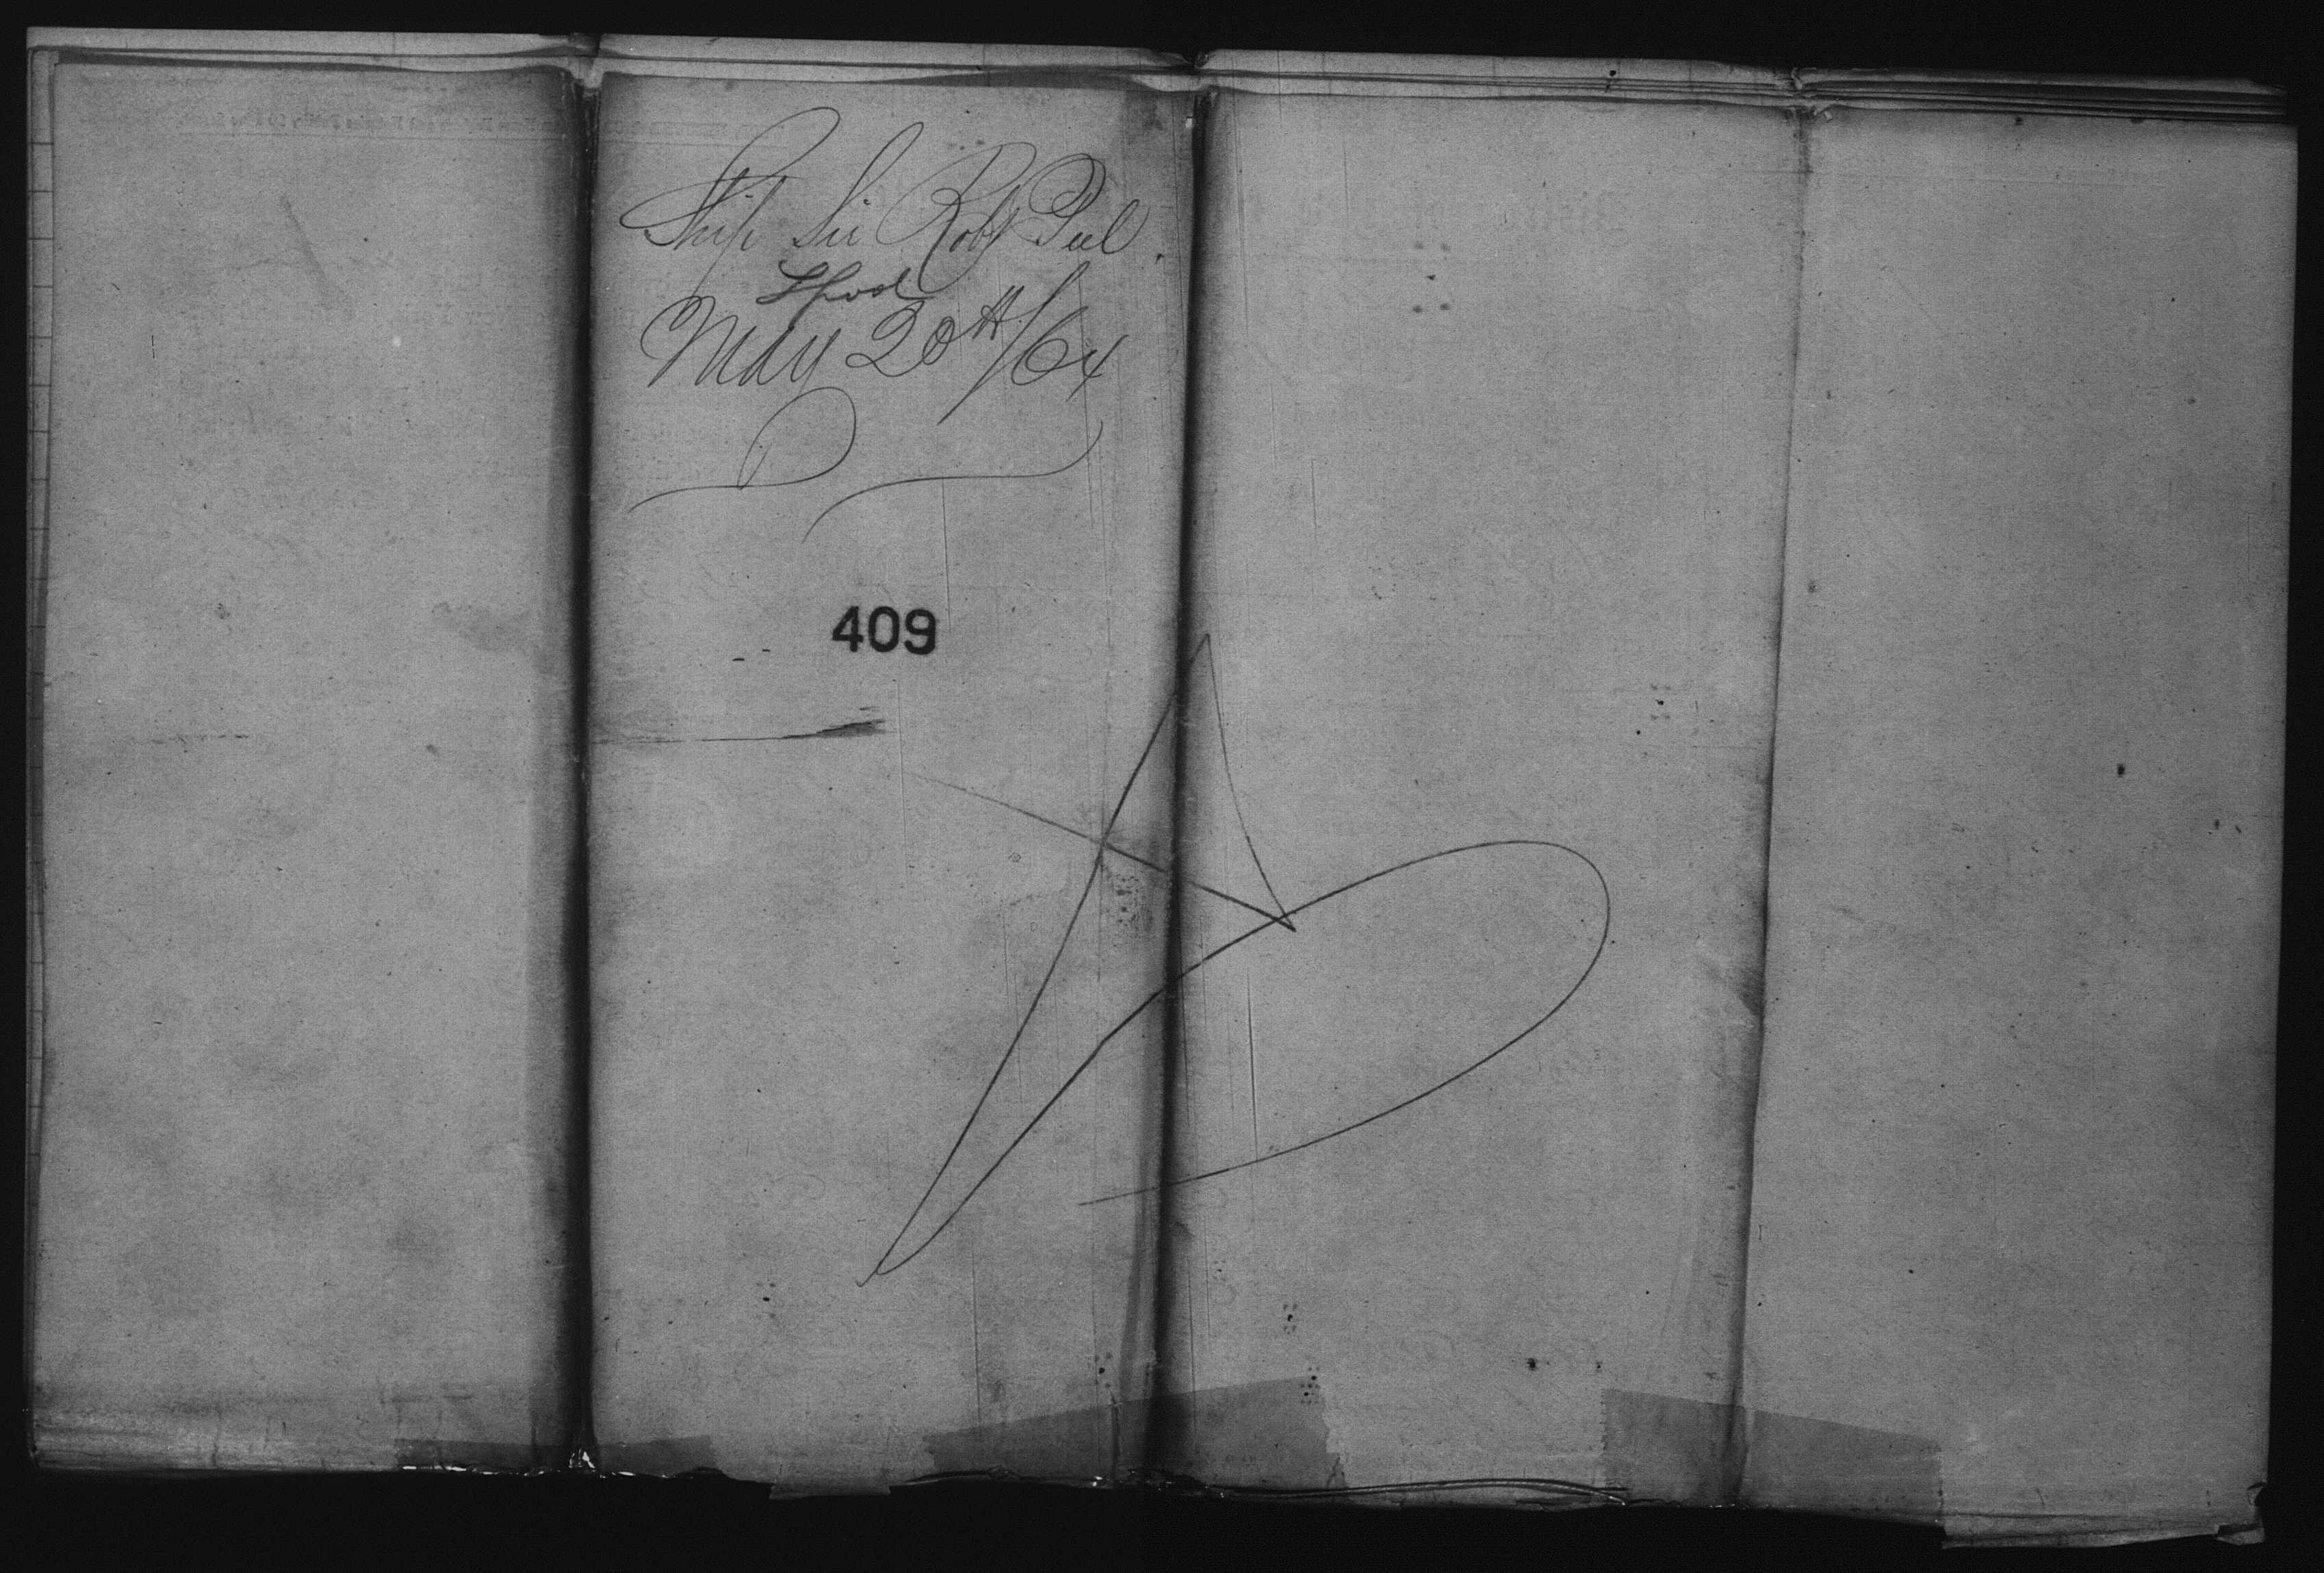 Ship Sir Robt Peel.
Lpool
May 20th/64
409